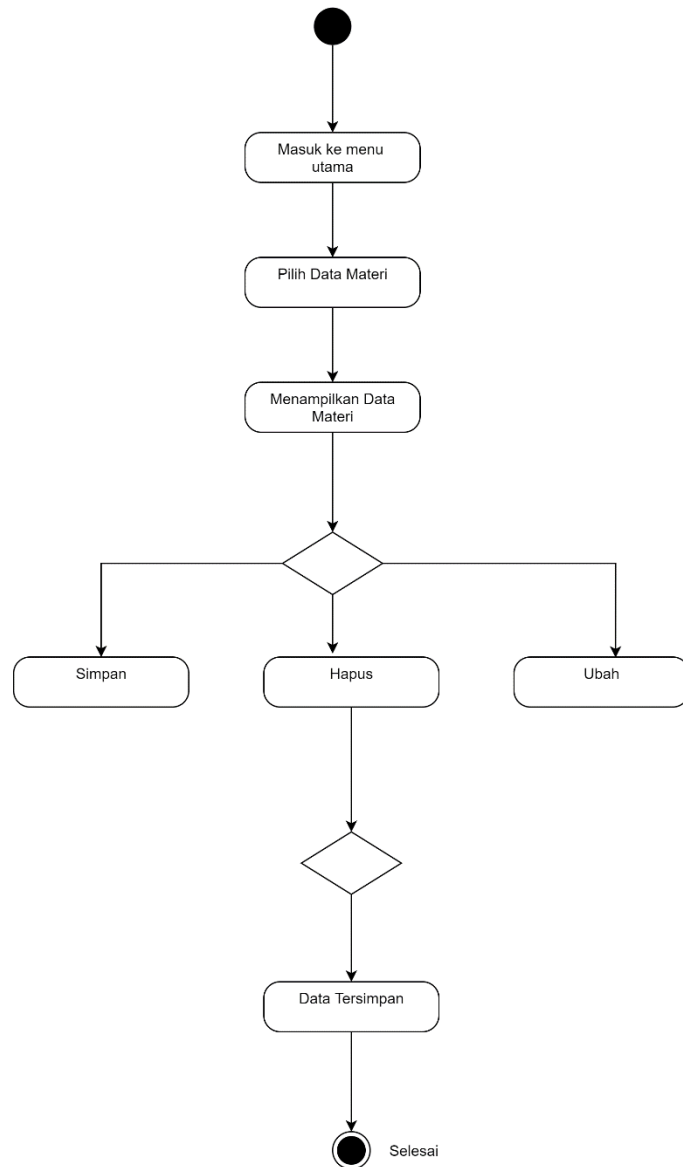 Masuk ke menu
utama
Pilih Data Materi
Menampilkan Data
Materi
Simpan
Hapus
Ubah
Data Tersimpan
Selesai